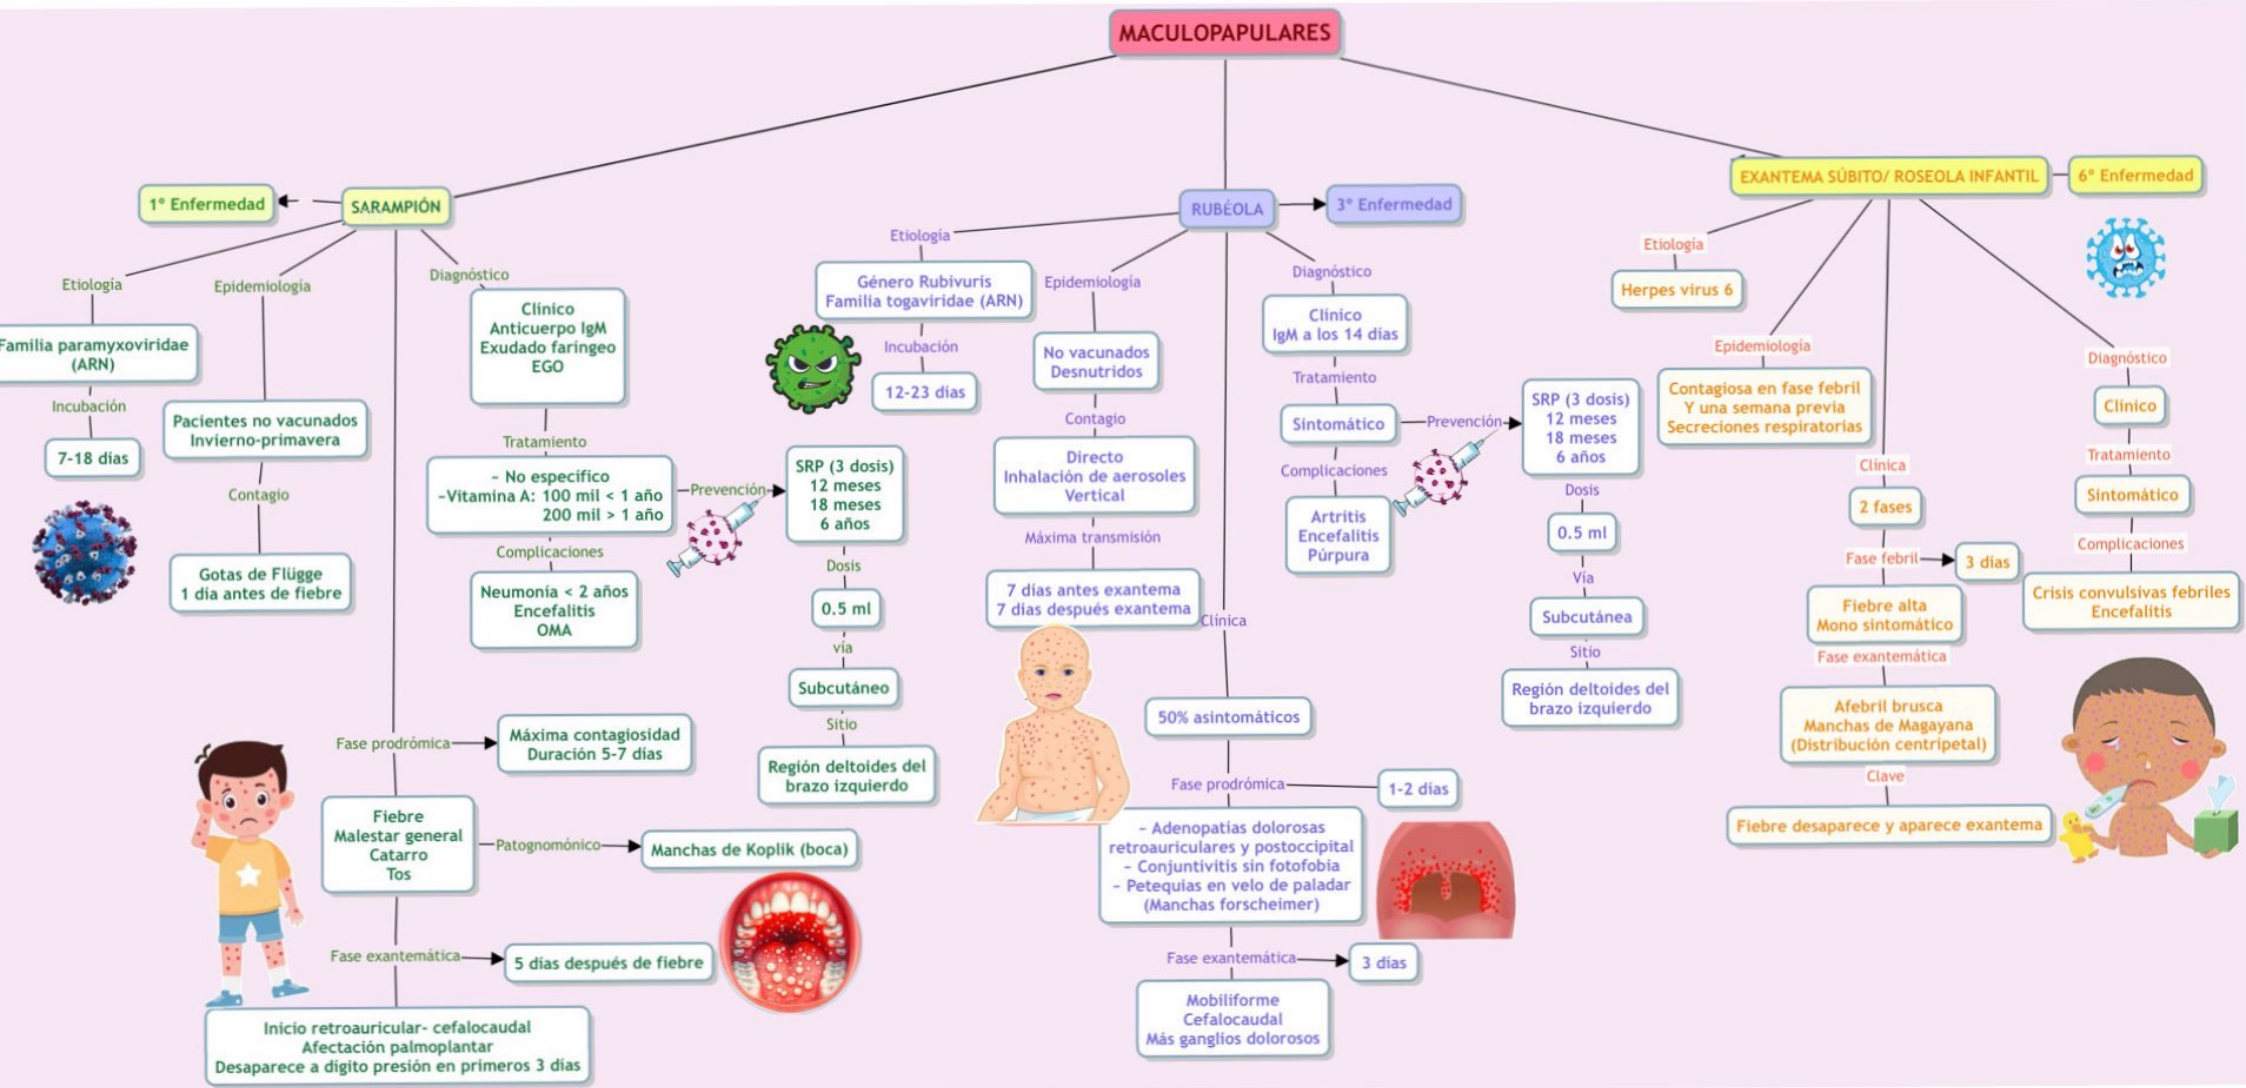 MACULOPAPULARES
1° Enfermedad
SARAMPIÓN
Etiología
Familia paramyxoviridae
(ARN)
Incubación
7-18 días
Epidemiología
Pacientes no vacunados
Invierno-primavera
Contagio
Gotas de Flügge
1 día antes de fiebre
Diagnóstico
Clínico
Anticuerpo IgM
Exudado faríngeo
EGO
Tratamiento
~ No específico
~Vitamina A: 100 mil < 1 año
200 mil > 1 año
Complicaciones
Neumonía < 2 años
Encefalitis
OMA
Prevención
SRP (3 dosis)
12 meses
18 meses
6 años
Dosis
0.5 ml
vía
Subcutáneo
Sitio
Región deltoides del
brazo izquierdo
Fase prodrómica
Máxima contagiosidad
Duración 5-7 días
Fiebre
Malestar general
Catarro
Tos
Patognomónico
Manchas de Koplik (boca)
Fase exantemática
5 días después de fiebre
Inicio retroauricular- cefalocaudal
Afectación palmoplantar
Desaparece a dígito presión en primeros 3 días
RUBÉOLA
3° Enfermedad
Etiología
Género Rubivuris
Familia togaviridae (ARN)
Incubación
12-23 días
Epidemiología
No vacunados
Desnutridos
Contagio
Directo
Inhalación de aerosoles
Vertical
Máxima transmisión
7 días antes exantema
7 días después exantema
Clínica
50% asintomáticos
Fase prodrómica
1-2 días
~ Adenopatías dolorosas
retroauriculares y postoccipital
~ Conjuntivitis sin fotofobia
~ Petequias en velo de paladar
(Manchas forscheimer)
Fase exantemática
3 días
Mobiliforme
Cefalocaudal
Más ganglios dolorosos
Diagnóstico
Clínico
IgM a los 14 días
Tratamiento
Sintomático
Complicaciones
Artritis
Encefalitis
Púrpura
Prevención
SRP (3 dosis)
12 meses
18 meses
6 años
Dosis
0.5 ml
Vía
Subcutánea
Sitio
Región deltoides del
brazo izquierdo
EXANTEMA SÚBITO/ ROSEOLA INFANTIL
6° Enfermedad
Etiología
Herpes virus 6
Epidemiología
Contagiosa en fase febril
Y una semana previa
Secreciones respiratorias
Clínica
2 fases
Fase febril
3 días
Fiebre alta
Mono sintomático
Fase exantemática
Afebril brusca
Manchas de Magayana
(Distribución centripetal)
Clave
Fiebre desaparece y aparece exantema
Diagnóstico
Clínico
Tratamiento
Sintomático
Complicaciones
Crisis convulsivas febriles
Encefalitis